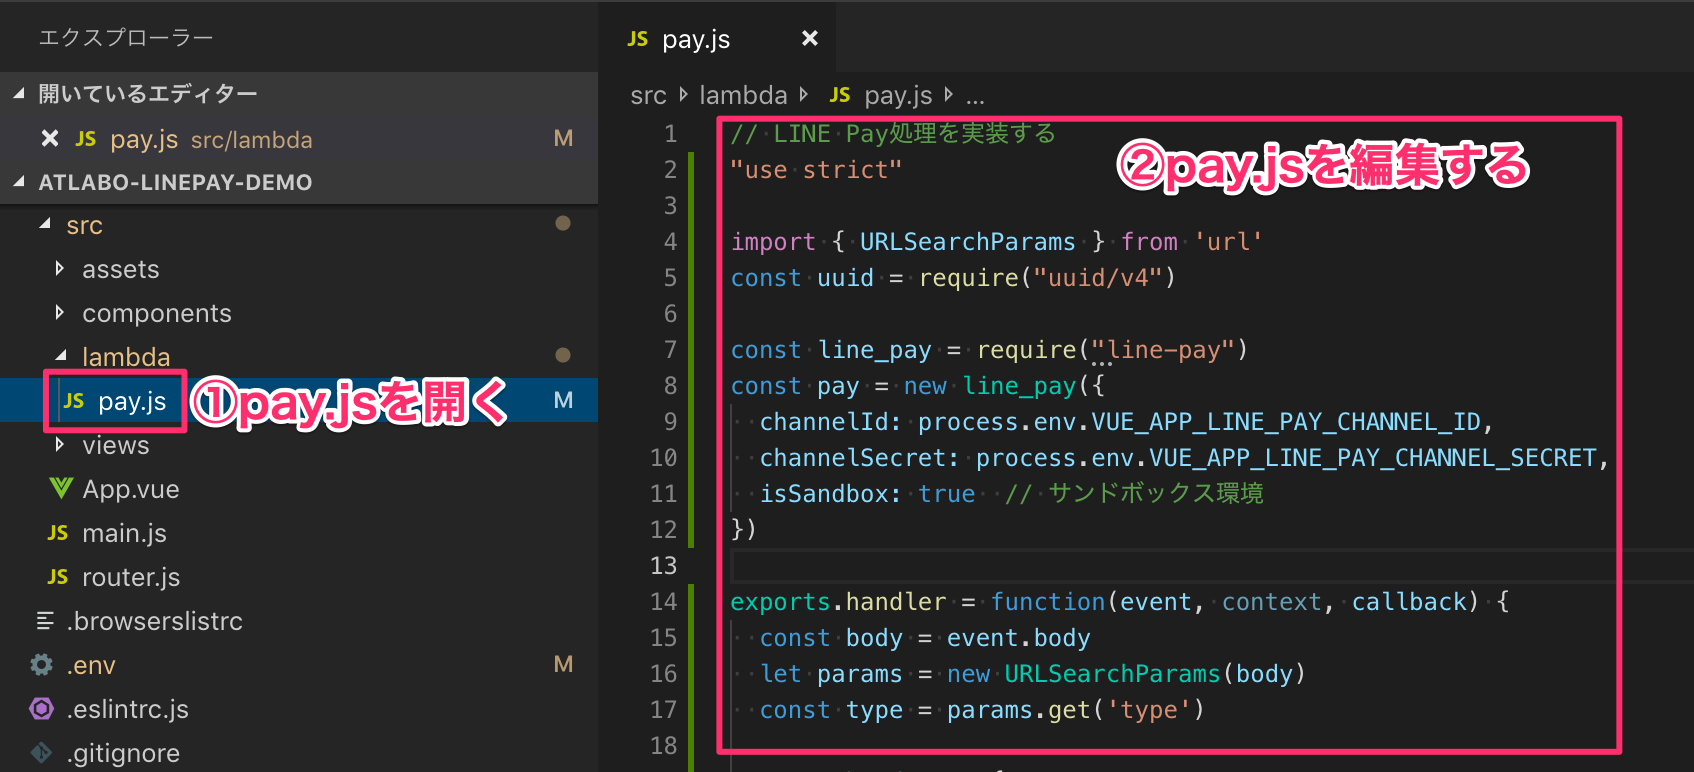 エクスプローラー
開いているエディター
JS pay.js src/lambda M
ATLABO-LINEPAY-DEMO
src
assets
components
lambda
JS pay.js ①pay.jsを開く M
views
App.vue
JS main.js
JS router.js
.browserslistrc
.env M
.eslintrc.js
.gitignore
JS pay.js ×
src lambda JS pay.js ...
②pay.jsを編集する
1 // LINE Pay処理を実装する
2 "use strict"
3
4 import { URLSearchParams } from 'url'
5 const uuid = require("uuid/v4")
6
7 const line_pay = require("line-pay")
8 const pay = new line_pay({
9 channelId: process.env.VUE_APP_LINE_PAY_CHANNEL_ID,
10 channelSecret: process.env.VUE_APP_LINE_PAY_CHANNEL_SECRET,
11 isSandbox: true // サンドボックス環境
12 })
13
14 exports.handler = function(event, context, callback) {
15 const body = event.body
16 let params = new URLSearchParams(body)
17 const type = params.get('type')
18